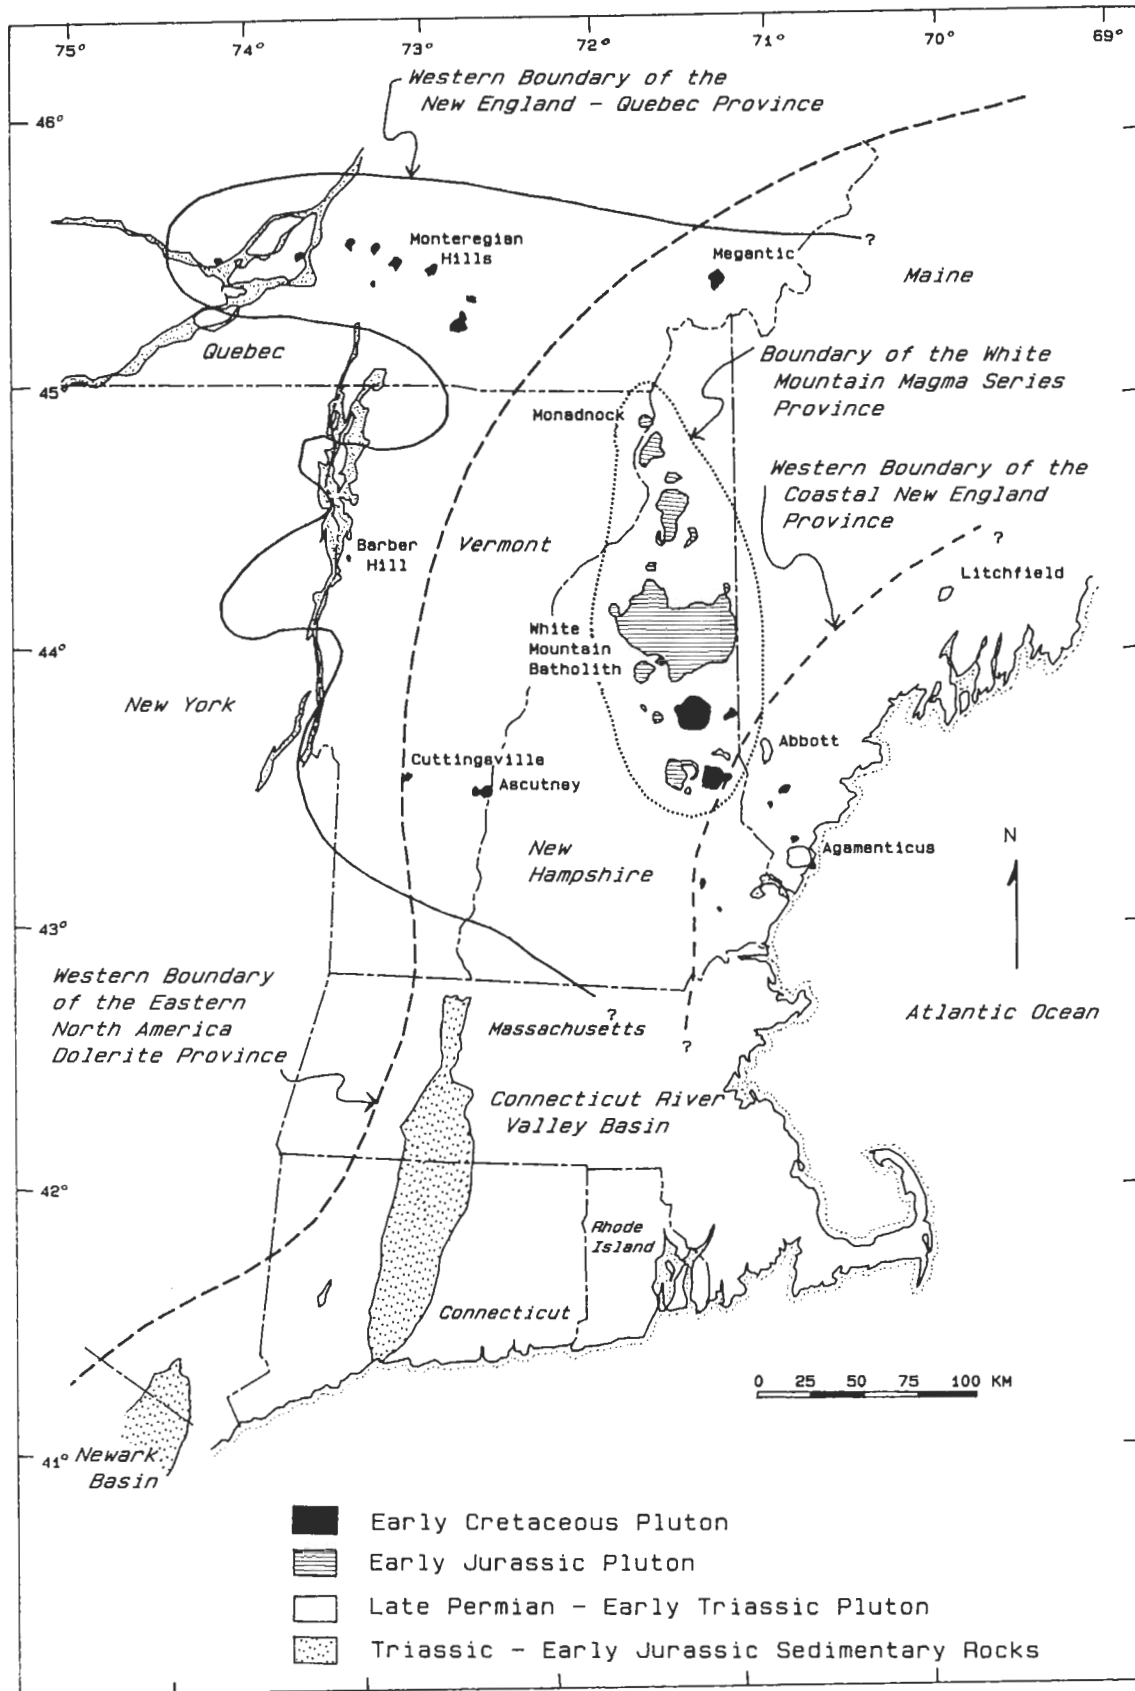 75°
74°
73°
72°
71°
70°
69°
Western Boundary of the
New England - Quebec Province
46°
Monteregian
Hills
?
Megantic
Maine
Quebec
Boundary of the White
Mountain Magma Series
Province
45°
Monadnock
Western Boundary of the
Coastal New England
Province
?
Vermont
Barber
Hill
Litchfield
White
Mountain
Batholith
44°
New York
Abbott
Cuttingsville
Ascutney
New
Hampshire
Agamenticus
N
43°
Western Boundary
of the Eastern
North America
Dolerite Province
?
Massachusetts
?
Atlantic Ocean
Connecticut River
Valley Basin
42°
Rhode
Island
Connecticut
0 25 50 75 100 KM
41°
Newark
Basin
Early Cretaceous Pluton
Early Jurassic Pluton
Late Permian - Early Triassic Pluton
Triassic - Early Jurassic Sedimentary Rocks